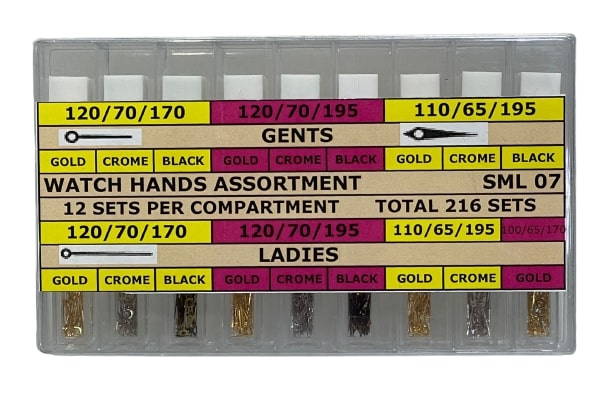 120/70/170 120/70/195 110/65/195
GENTS
GOLD CROME BLACK GOLD CROME BLACK GOLD CROME
WATCH HANDS ASSORTMENT SML 07
12 SETS PER COMPARTMENT TOTAL 216 SETS
120/70/170 120/70/195 110/65/195 100/65/170
LADIES
GOLD CROME BLACK GOLD CROME BLACK GOLD CROME GOLD